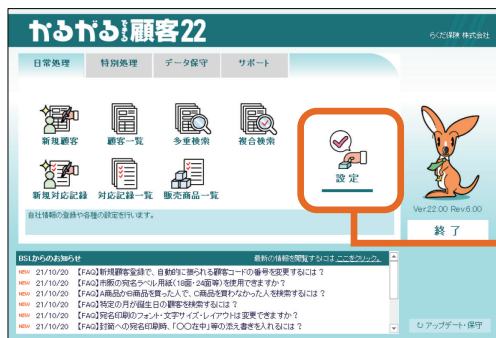 かるがるできる顧客22
らくだ保険 株式会社
日常処理 特別処理 データ保守 サポート
新規顧客 顧客一覧 多重検索 複合検索
設定
新規対応記録 対応記録一覧 販売商品一覧
Ver.22.00 Rev.6.00
終了
自社情報の登録や各種の設定を行います。
BSLからのお知らせ 最新の情報を閲覧するには ここをクリック。
NEW 21/10/20 【FAQ】新規顧客登録で、自動的に振られる顧客コードの番号を変更するには?
NEW 21/10/20 【FAQ】市販の宛名ラベル用紙(18面・24面等)を使用できますか?
NEW 21/10/20 【FAQ】A商品かB商品を買った人で、C商品を買わなかった人を検索するには?
NEW 21/10/20 【FAQ】特定の月が誕生日の顧客を検索するには?
NEW 21/10/20 【FAQ】宛名印刷のフォント・文字サイズ・レイアウトは変更できますか?
NEW 21/10/20 【FAQ】封筒への宛名印刷時、「〇〇在中」等の添え書きを入れるには?
アップデート・保守